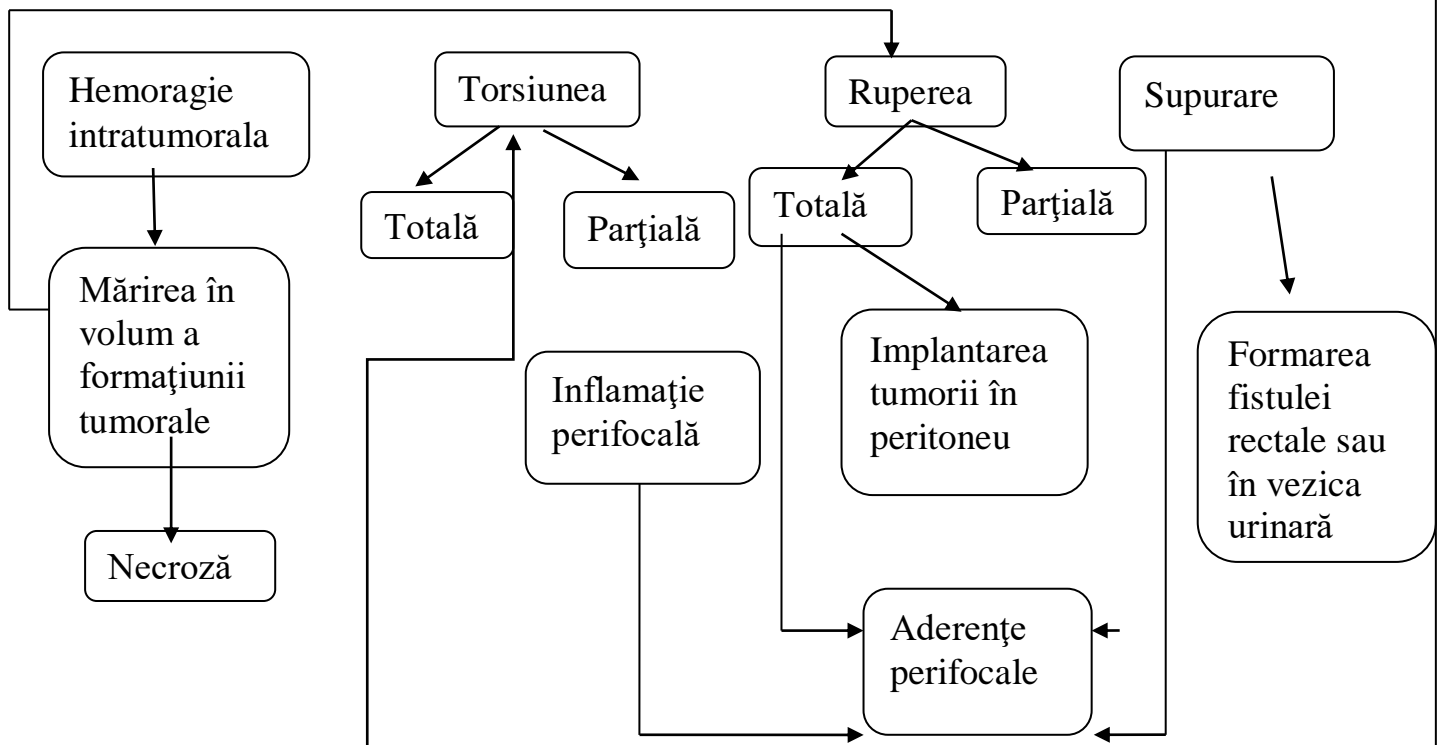 Hemoragie
intratumorala
Torsiunea
Ruperea
Supurare
Totală
Parţială
Totală
Parţială
Mărirea în
volum a
formaţiunii
tumorale
Inflamaţie
perifocală
Implantarea
tumorii în
peritoneu
Formarea
fistulei
rectale sau
în vezica
urinară
Necroză
Aderenţe
perifocale